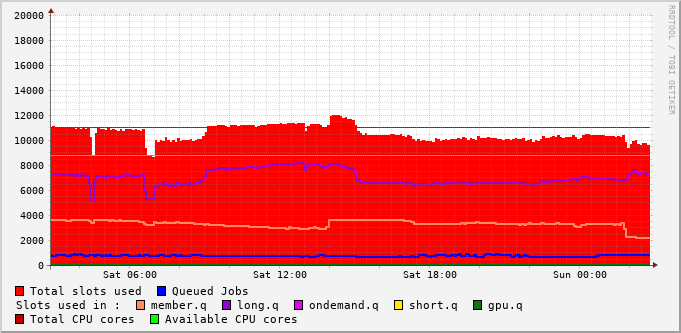 RRDTOOL / TOBI OETIKER
20000
18000
16000
14000
12000
10000
8000
6000
4000
2000
0
Sat 06:00 Sat 12:00 Sat 18:00 Sun 00:00
Total slots used Queued Jobs
Slots used in : member.q long.q ondemand.q short.q gpu.q
Total CPU cores Available CPU cores